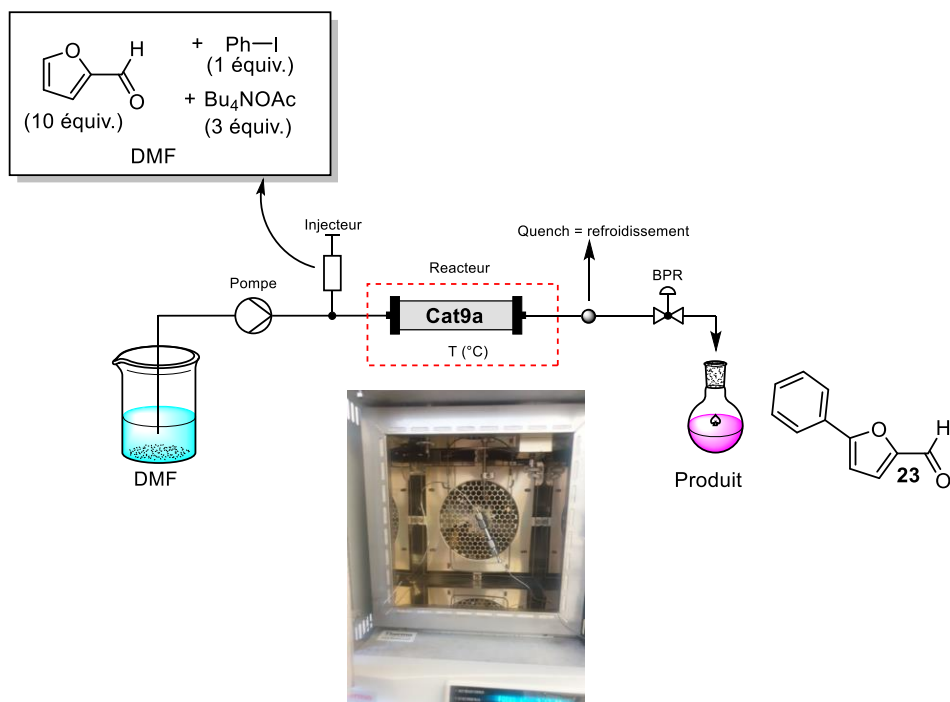 O
H
+ Ph—I
(1 équiv.)
O
+ Bu₄NOAc
(10 équiv.)
(3 équiv.)
DMF
Injecteur
Quench = refroidissement
Pompe
Reacteur
BPR
Cat9a
T (°C)
DMF
Produit
O
H
23
O